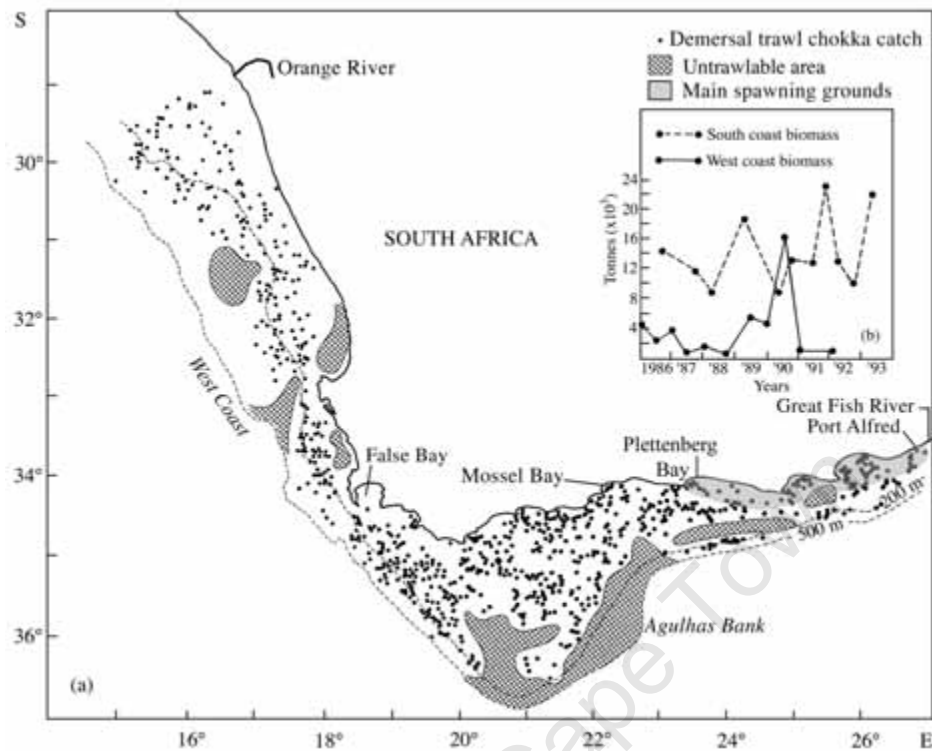 S
Orange River
Demersal trawl chokka catch
Untrawlable area
Main spawning grounds
South coast biomass
West coast biomass
Tonnes (x10³)
24
20
16
12
8
4
(b)
1986 '87 '88 '89 '90 '91 '92 '93
Years
30°
32°
34°
36°
SOUTH AFRICA
West Coast
False Bay
Mossel Bay
Plettenberg
Bay
Great Fish River
Port Alfred
200 m
500 m
Agulhas Bank
(a)
16° 18° 20° 22° 24° 26° E
Cape Town